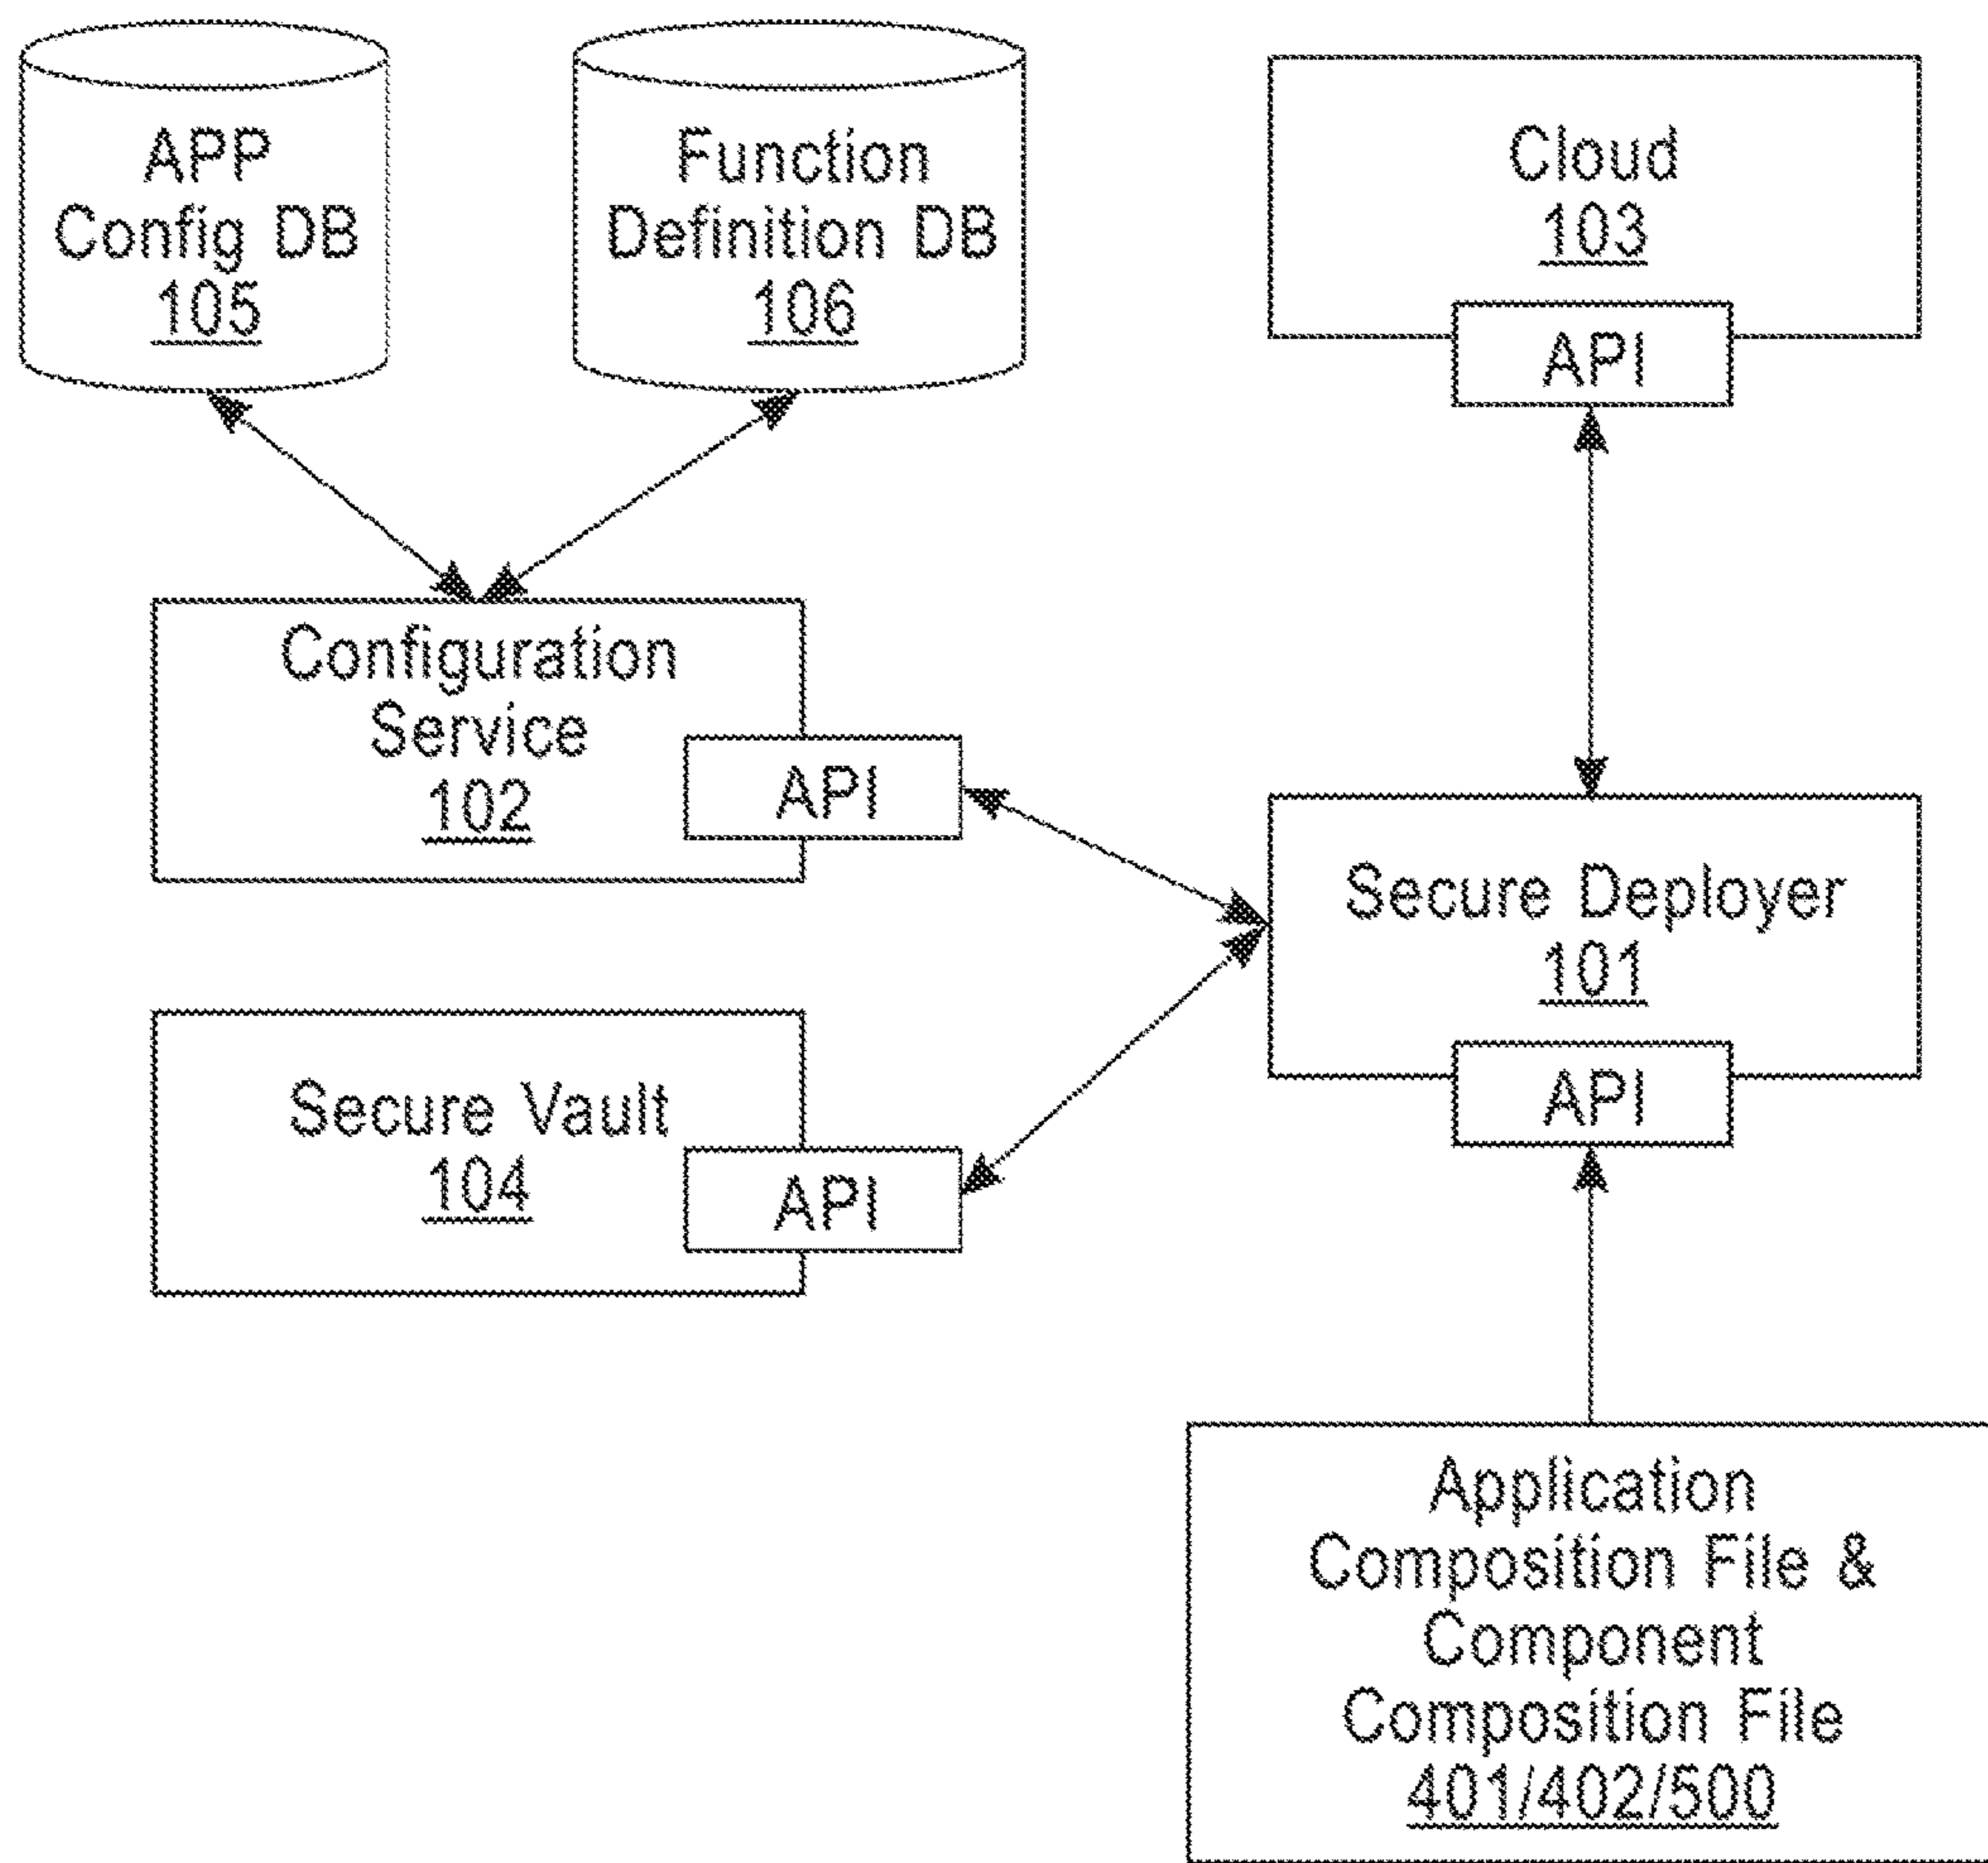 APP
Config DB
105
Function
Definition DB
106
Cloud
103
API
Configuration
Service
102
API
Secure Deployer
101
API
Secure Vault
104
API
Application
Composition File &
Component
Composition File
401/402/500